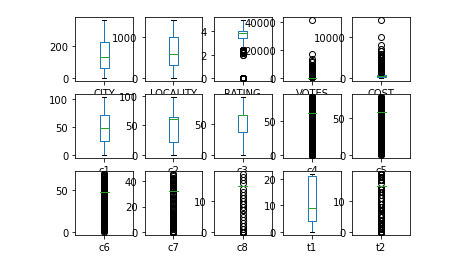 200
0
1000
0
4
2
0
40000
20000
0
10000
0
CITY
LOCALITY
RATING
VOTES
COST
100
50
0
100
50
0
50
0
50
0
50
0
c1
c2
c3
c4
c5
50
0
40
20
0
10
0
20
10
0
10
0
c6
c7
c8
t1
t2